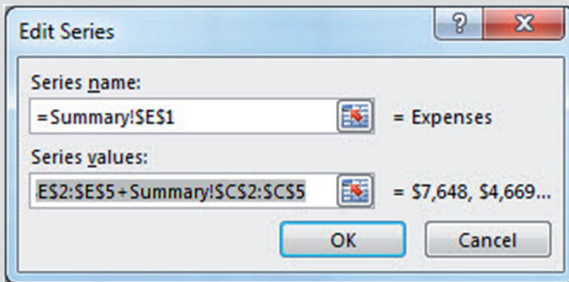 Edit Series
?
Series name:
=Summary!$E$1 = Expenses
Series values:
E$2:$E$5+Summary!$C$2:$C$5 = $7,648, $4,669...
OK Cancel